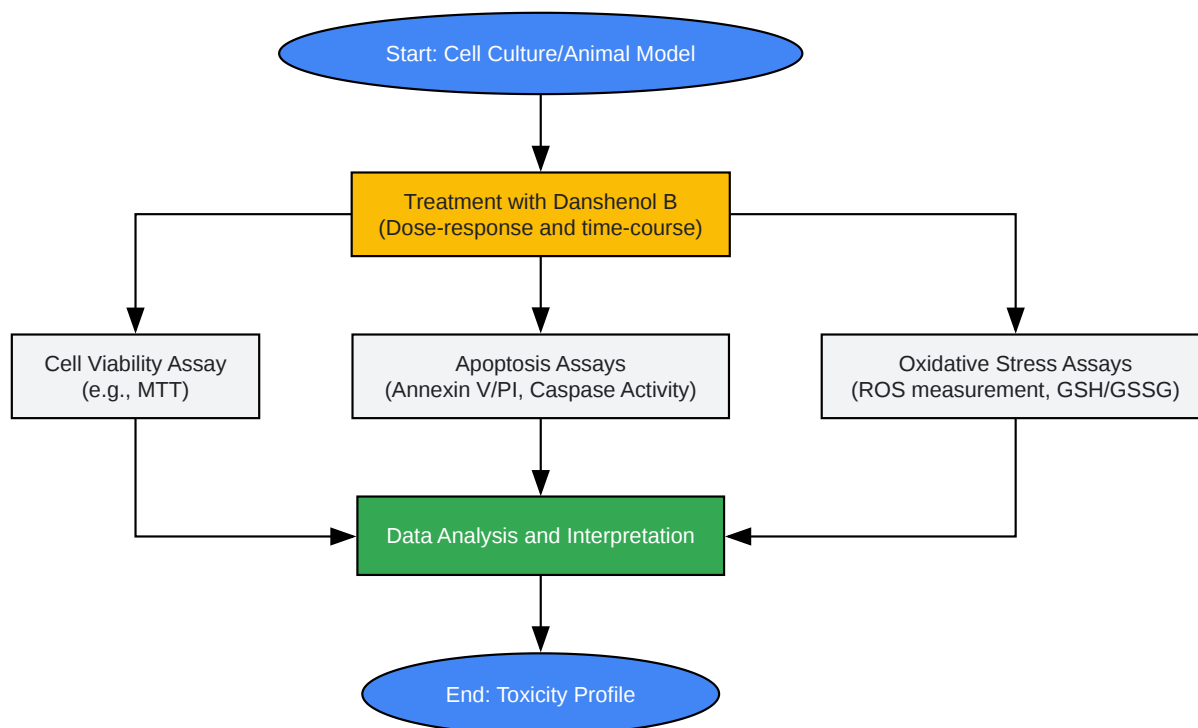 Start: Cell Culture/Animal Model
Treatment with Danshenol B
(Dose-response and time-course)
Cell Viability Assay
(e.g., MTT)
Apoptosis Assays
(Annexin V/PI, Caspase Activity)
Oxidative Stress Assays
(ROS measurement, GSH/GSSG)
Data Analysis and Interpretation
End: Toxicity Profile